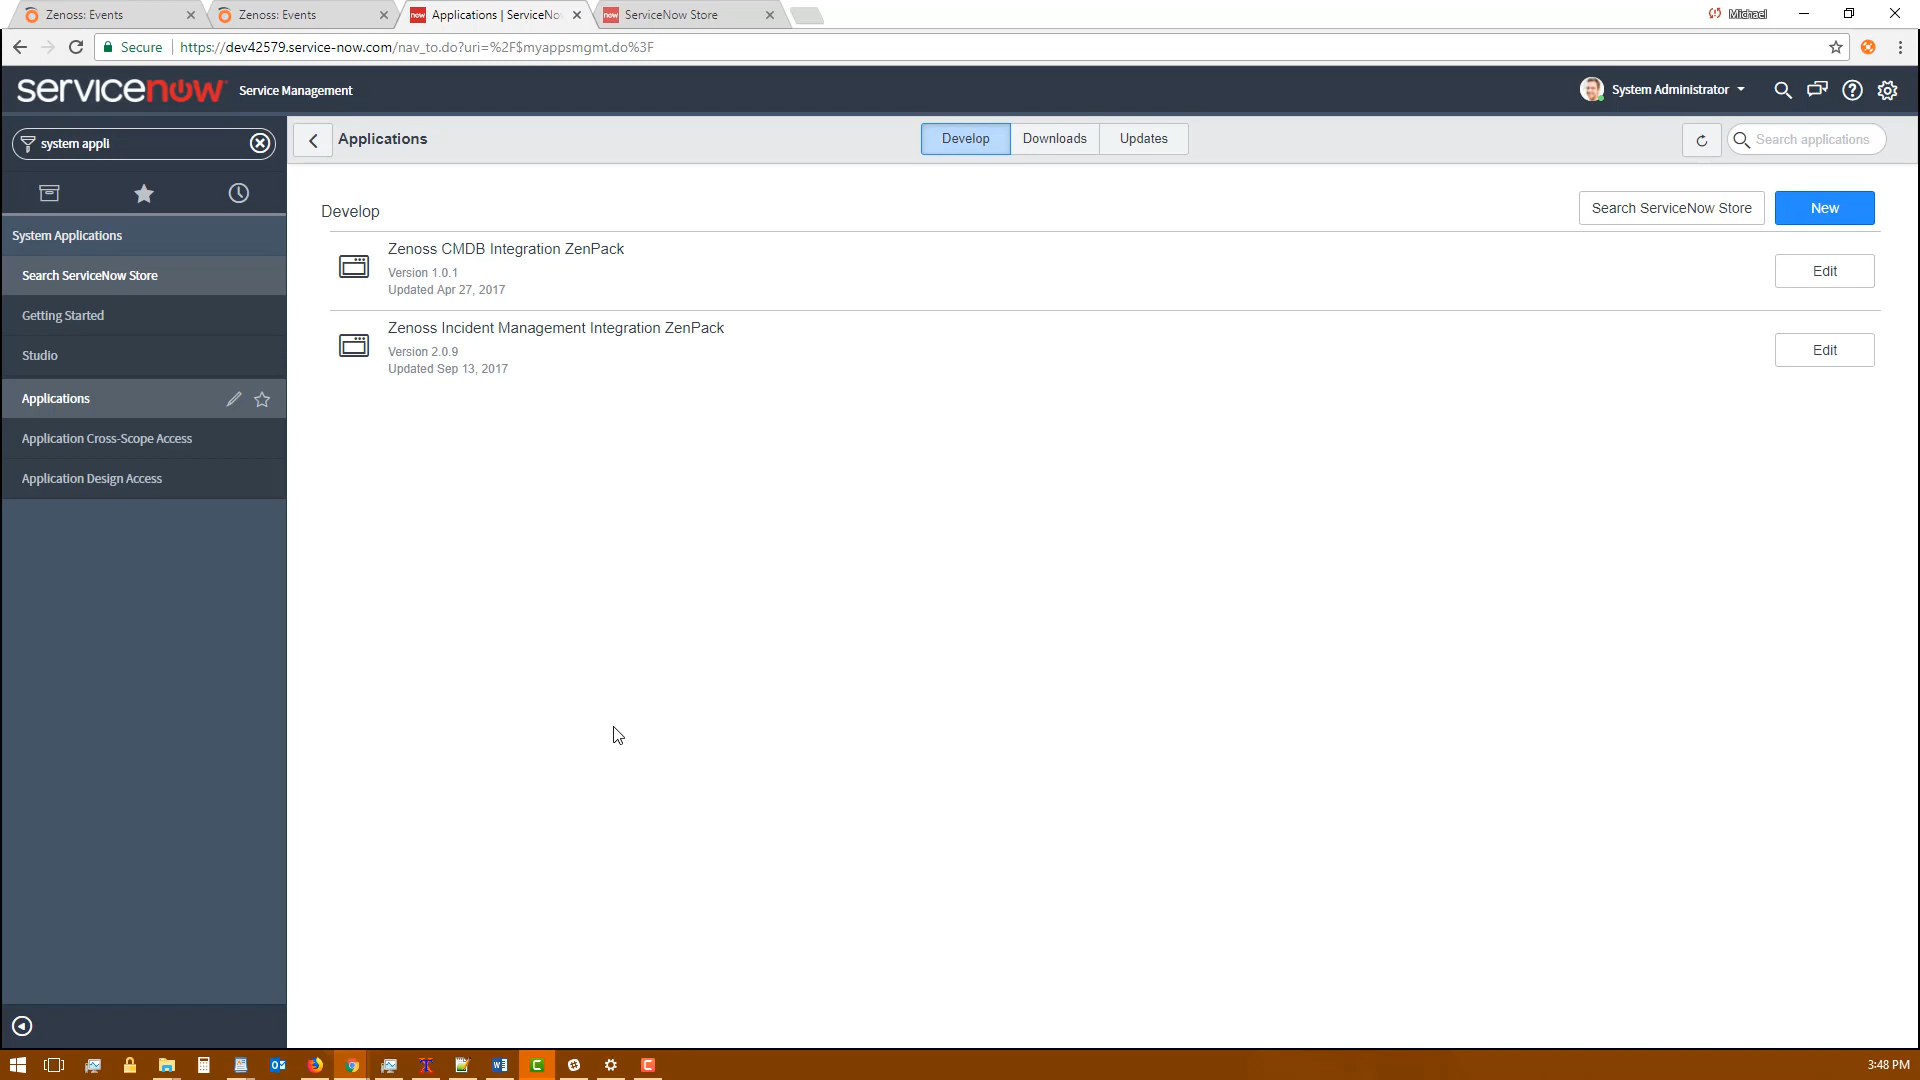 Zenoss: Events
Zenoss: Events
Applications | ServiceNo
ServiceNow Store
Michael
Secure
https://dev42579.service-now.com/nav_to.do?uri=%2F$myappsmgmt.do%3F
servicenow
Service Management
System Administrator
system appli
Applications
Develop
Downloads
Updates
Search applications
System Applications
Search ServiceNow Store
Getting Started
Studio
Applications
Application Cross-Scope Access
Application Design Access
Develop
Search ServiceNow Store
New
Zenoss CMDB Integration ZenPack
Version 1.0.1
Updated Apr 27, 2017
Edit
Zenoss Incident Management Integration ZenPack
Version 2.0.9
Updated Sep 13, 2017
Edit
3:48 PM